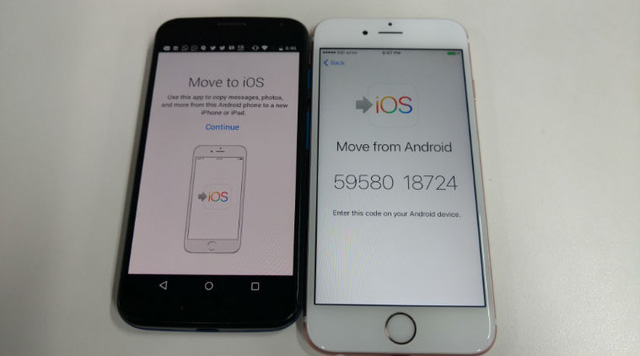 Move to iOS
Use this app to copy messages, photos,
and more from this Android phone to a new
iPhone or iPad.
Continue
iOS
Back
iOS
Move from Android
59580 18724
Enter this code on your Android device.